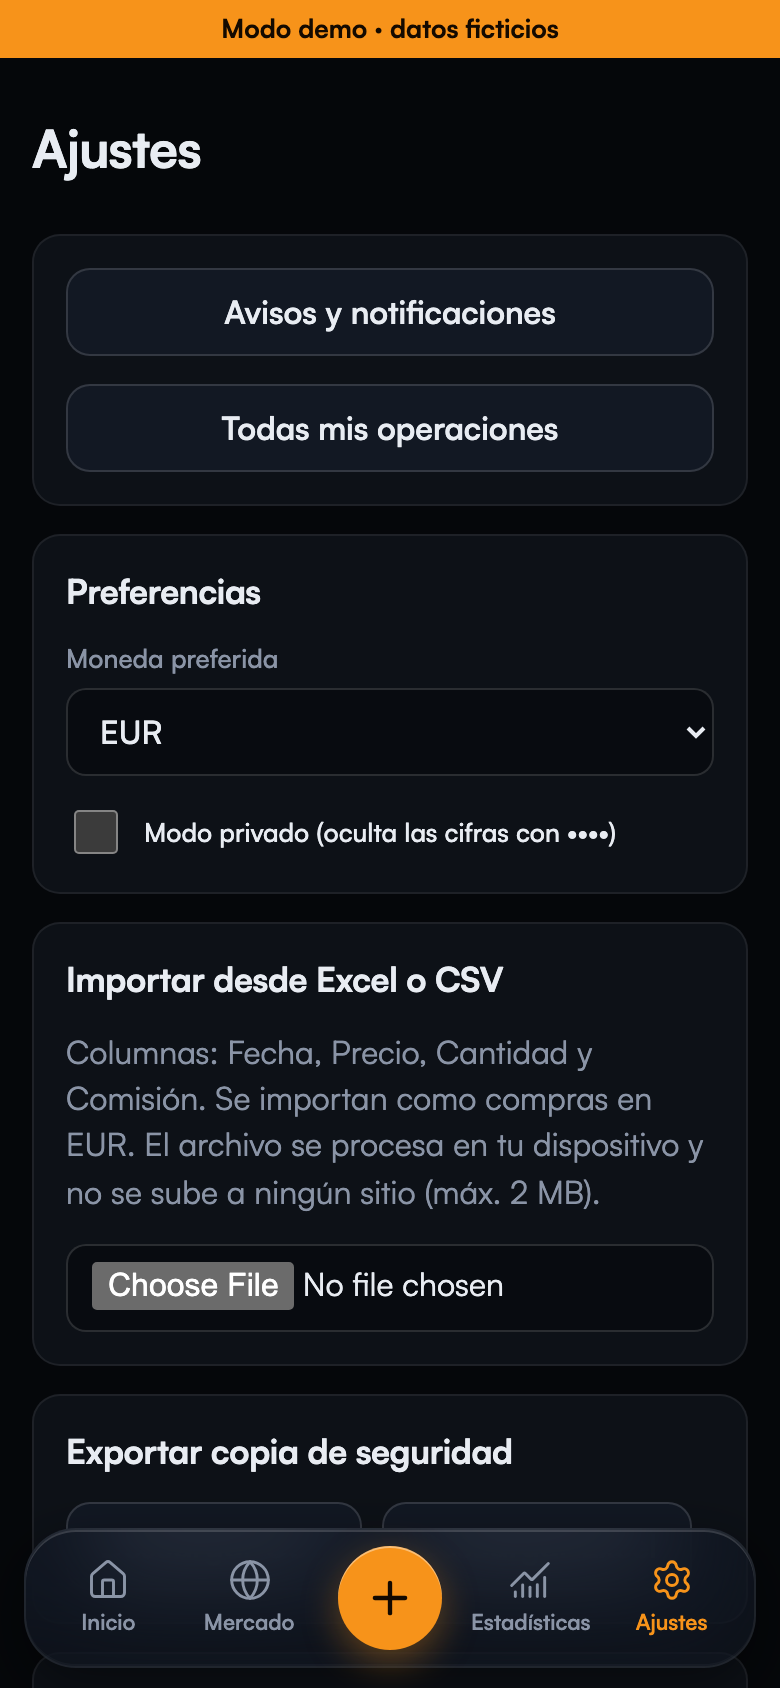 Modo demo • datos ficticios
Ajustes
Avisos y notificaciones
Todas mis operaciones
Preferencias
Moneda preferida
EUR
Modo privado (oculta las cifras con ••••)
Importar desde Excel o CSV
Columnas: Fecha, Precio, Cantidad y
Comisión. Se importan como compras en
EUR. El archivo se procesa en tu dispositivo y
no se sube a ningún sitio (máx. 2 MB).
Choose File No file chosen
Exportar copia de seguridad
Inicio
Mercado
Estadísticas
Ajustes